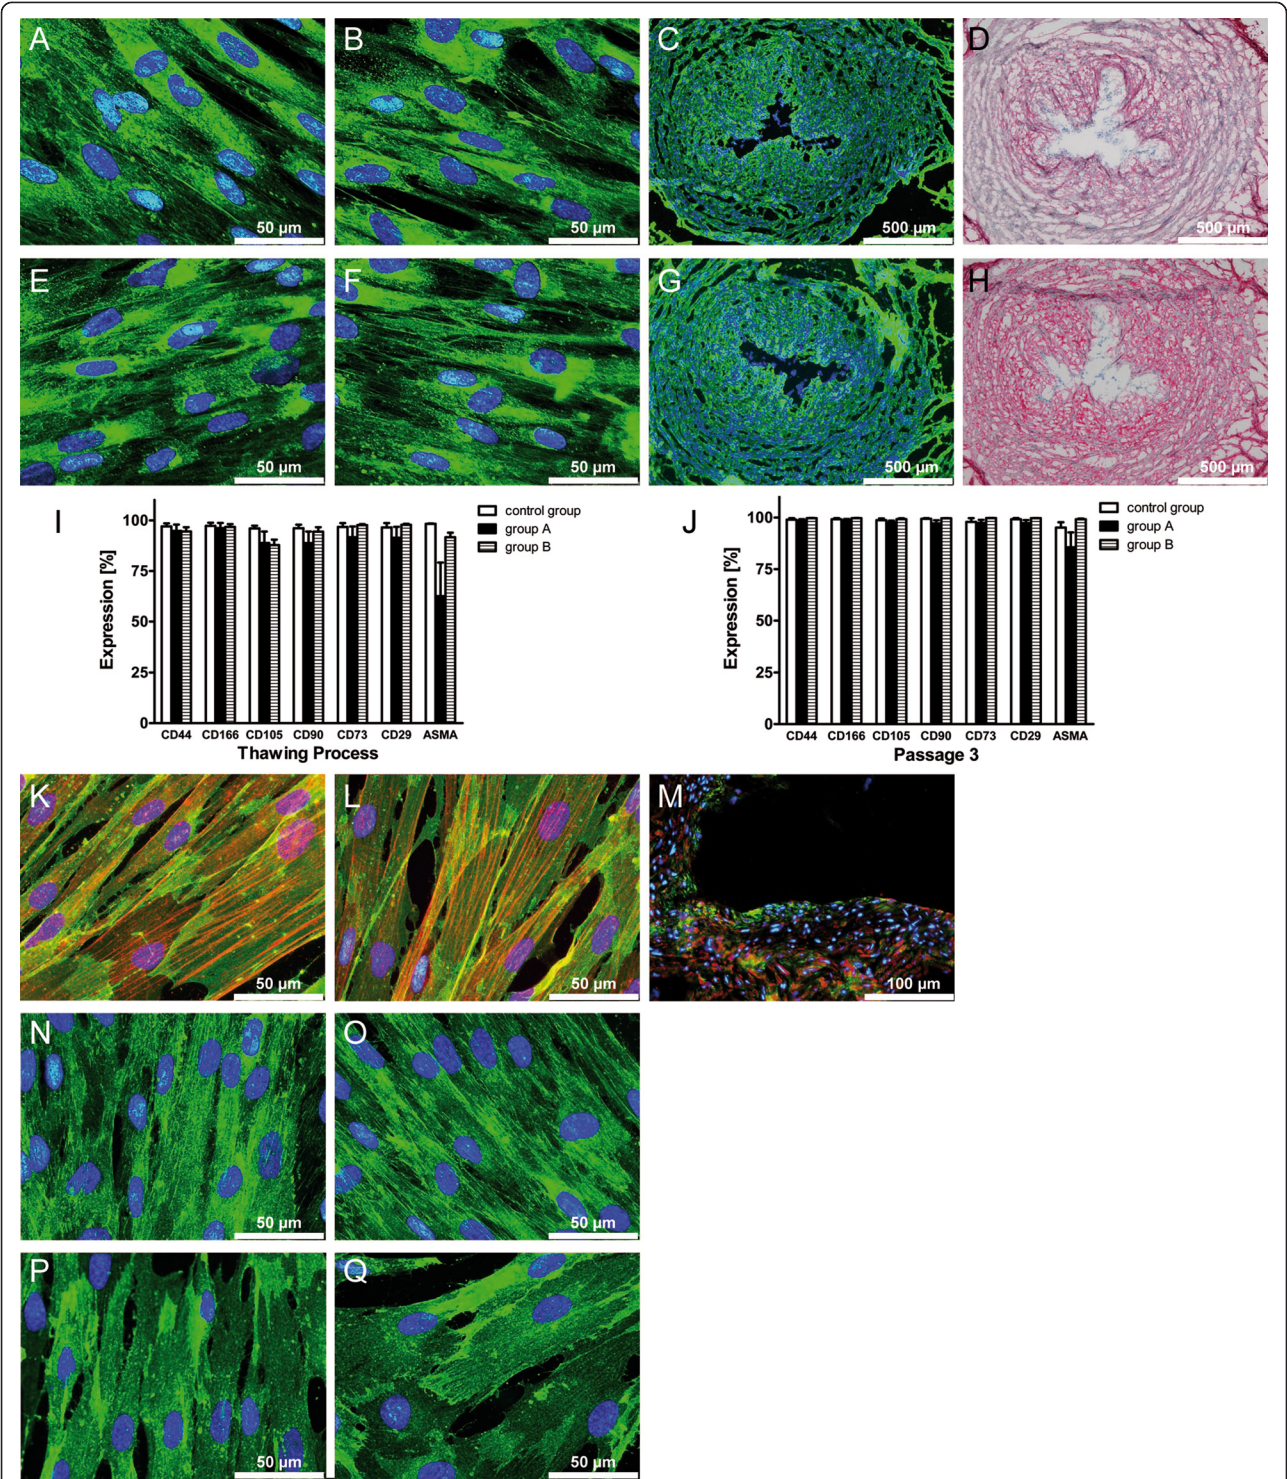 A
50 µm
B
50 µm
C
500 µm
D
500 µm
E
50 µm
F
50 µm
G
500 µm
H
500 µm
I
Expression [%]
100
75
50
25
0
CD44 CD166 CD105 CD90 CD73 CD29 ASMA
Thawing Process
control group
group A
group B
J
Expression [%]
100
75
50
25
0
CD44 CD166 CD105 CD90 CD73 CD29 ASMA
Passage 3
control group
group A
group B
K
50 µm
L
50 µm
M
100 µm
N
50 µm
O
50 µm
P
50 µm
Q
50 µm